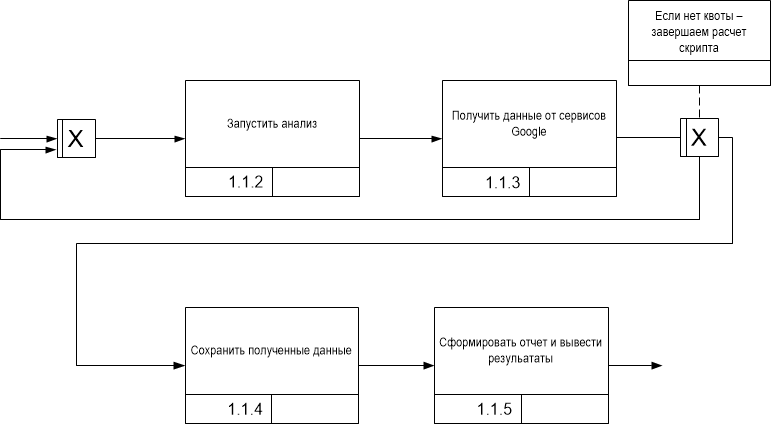 Если нет квоты –
завершаем расчет
скрипта
X
Запустить анализ
1.1.2
Получить данные от сервисов
Google
1.1.3
X
Сохранить полученные данные
1.1.4
Сформировать отчет и вывести
резульататы
1.1.5